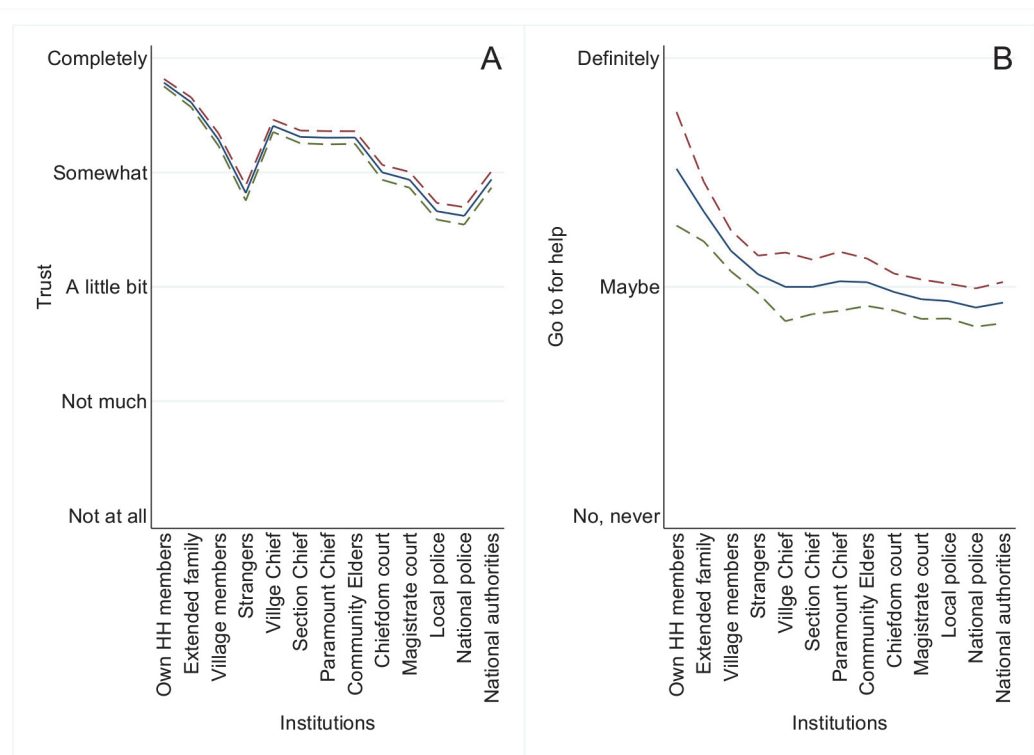 A
Completely
Somewhat
A little bit
Not much
Not at all
Trust
Own HH members
Extended family
Village members
Strangers
Villge Chief
Section Chief
Paramount Chief
Community Elders
Chiefdom court
Magistrate court
Local police
National police
National authorities
Institutions
B
Definitely
Maybe
No, never
Go to for help
Own HH members
Extended family
Village members
Strangers
Villge Chief
Section Chief
Paramount Chief
Community Elders
Chiefdom court
Magistrate court
Local police
National police
National authorities
Institutions